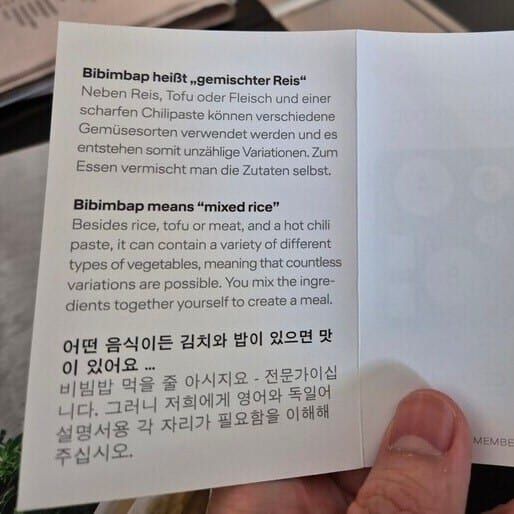 Bibimbap heißt „gemischter Reis“
Neben Reis, Tofu oder Fleisch und einer
scharfen Chilipaste können verschiedene
Gemüsesorten verwendet werden und es
entstehen somit unzählige Variationen. Zum
Essen vermischt man die Zutaten selbst.
Bibimbap means “mixed rice”
Besides rice, tofu or meat, and a hot chili
paste, it can contain a variety of different
types of vegetables, meaning that countless
variations are possible. You mix the ingre-
dients together yourself to create a meal.
어떤 음식이든 김치와 밥이 있으면 맛
이 있어요 ...
비빔밥 먹을 줄 아시지요 - 전문가이십
니다. 그러니 저희에게 영어와 독일어
설명서용 각 자리가 필요함을 이해해
주십시오.
MEMBE